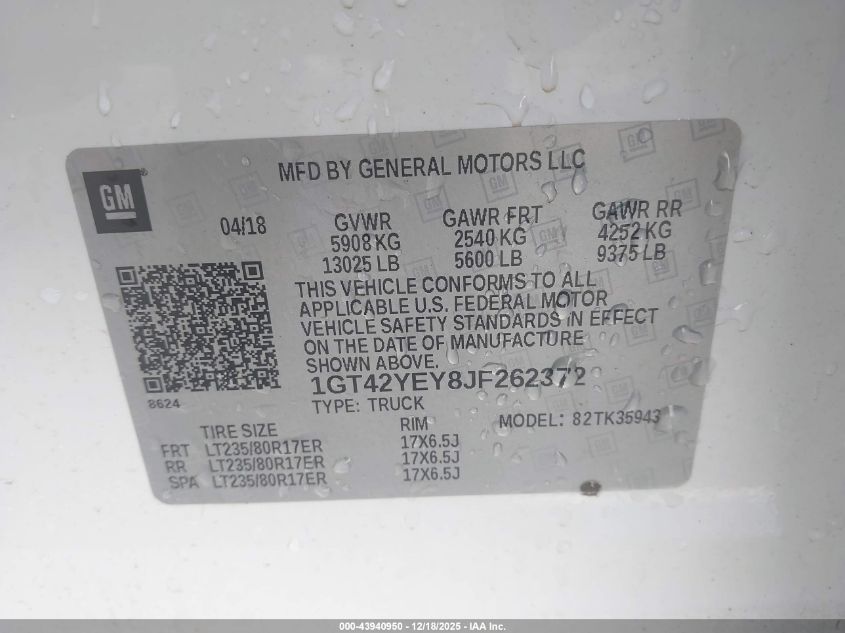 MFD BY GENERAL MOTORS LLC
GM
04/18 GVWR GAWR FRT GAWR RR
5908 KG 2540 KG 4252 KG
13025 LB 5600 LB 9375 LB
THIS VEHICLE CONFORMS TO ALL
APPLICABLE U.S. FEDERAL MOTOR
VEHICLE SAFETY STANDARDS IN EFFECT
ON THE DATE OF MANUFACTURE
SHOWN ABOVE.
1GT42YEY8JF262372
8624
TYPE: TRUCK
MODEL: 82TK35943
TIRE SIZE RIM
FRT LT235/80R17ER 17X6.5J
RR LT235/80R17ER 17X6.5J
SPA LT235/80R17ER 17X6.5J
000-43940950 - 12/18/2025 - IAA Inc.